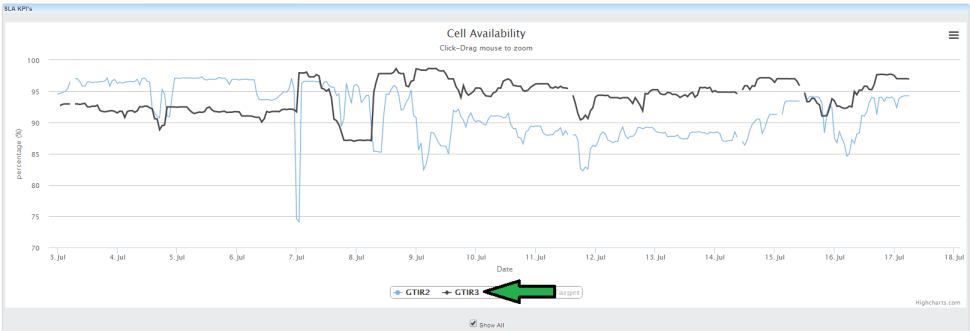 SLA KPI's
Cell Availability
Click-Drag mouse to zoom
percentage (%)
100
95
90
85
80
75
70
3. Jul
4. Jul
5. Jul
6. Jul
7. Jul
8. Jul
9. Jul
10. Jul
11. Jul
12. Jul
13. Jul
14. Jul
15. Jul
16. Jul
17. Jul
18. Jul
Date
GTIR2 GTIR3 arget
Highcharts.com
Show All